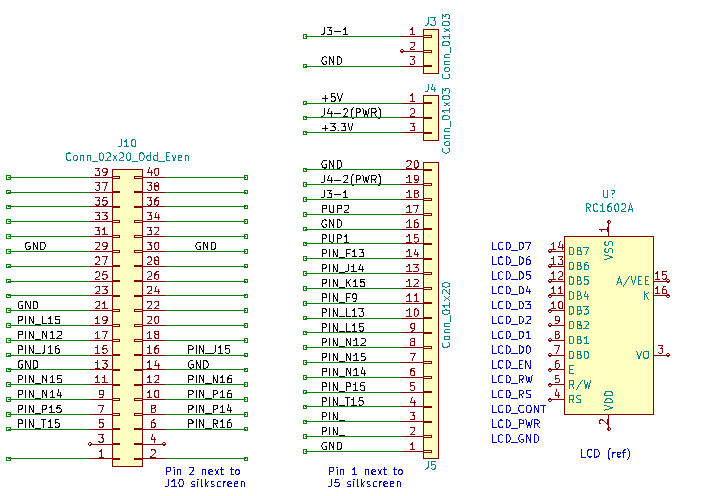 J3
Conn_01x03
J3-1 1
2
GND 3
J4
Conn_01x03
+5V 1
J4-2(PWR) 2
+3.3V 3
J10
Conn_02x20_Odd_Even
39 40
37 38
35 36
33 34
31 32
GND 29 30 GND
27 28
25 26
23 24
GND 21 22
PIN_L15 19 20
PIN_N12 17 18
PIN_J16 15 16 PIN_J15
GND 13 14 GND
PIN_N15 11 12 PIN_N16
PIN_N14 9 10 PIN_P16
PIN_P15 7 8 PIN_P14
PIN_T15 5 6 PIN_R16
3 4
1 2
Pin 2 next to
J10 silkscreen
GND 20
J4-2(PWR) 19
J3-1 18
PUP2 17
GND 16
PUP1 15
PIN_F13 14
PIN_J14 13
PIN_K15 12
PIN_F9 11
PIN_L13 10
PIN_L15 9
PIN_N12 8
PIN_N15 7
PIN_N14 6
PIN_P15 5
PIN_T15 4
PIN_ 3
PIN_ 2
GND 1
Conn_01x20
J5
Pin 1 next to
J5 silkscreen
U?
RC1602A
1 VSS
LCD_D7 14 DB7
LCD_D6 13 DB6
LCD_D5 12 DB5 A/VEE 15
LCD_D4 11 DB4 K 16
LCD_D3 10 DB3
LCD_D2 9 DB2
LCD_D1 8 DB1
LCD_D0 7 DB0 VO 3
LCD_EN 6 E
LCD_RW 5 R/W
LCD_RS 4 RS
LCD_CONT
LCD_PWR
LCD_GND
VDD 2
LCD (ref)